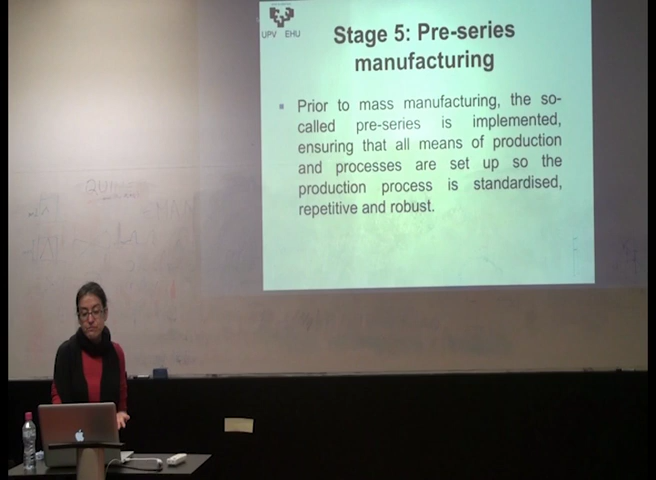 UPV EHU
Stage 5: Pre-series
manufacturing
▪ Prior to mass manufacturing, the so-
called pre-series is implemented,
ensuring that all means of production
and processes are set up so the
production process is standardised,
repetitive and robust.